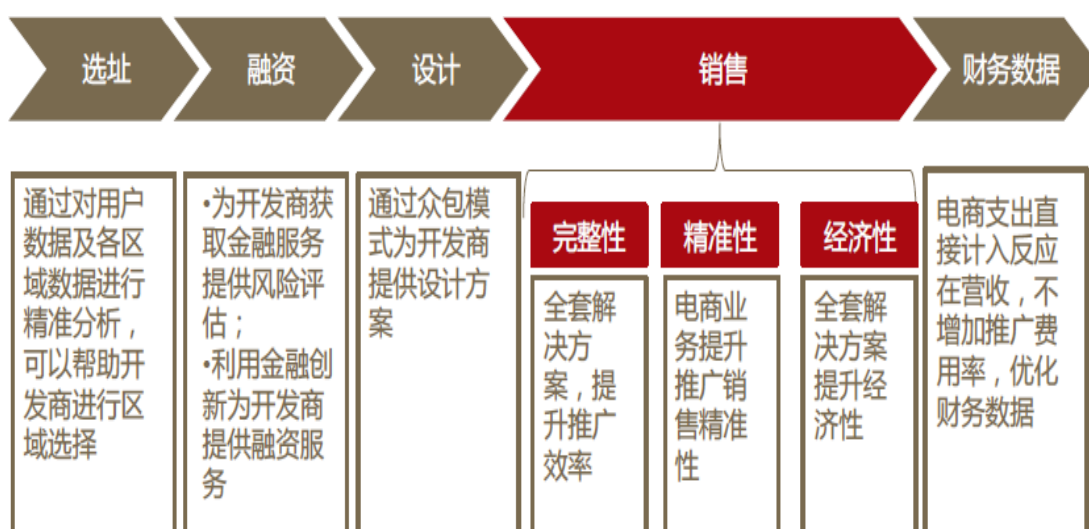 选址
融资
设计
销售
财务数据
通过对用户
数据及各区
域数据进行
精准分析，
可以帮助开
发商进行区
域选择
•为开发商获
取金融服务
提供风险评
估；
•利用金融创
新为开发商
提供融资服
务
通过众包模
式为开发商
提供设计方
案
完整性
全套解
决方
案，提
升推广
效率
精准性
电商业
务提升
推广销
售精准
性
经济性
全套解
决方案
提升经
济性
电商支出直
接计入反应
在营收，不
增加推广费
用率，优化
财务数据